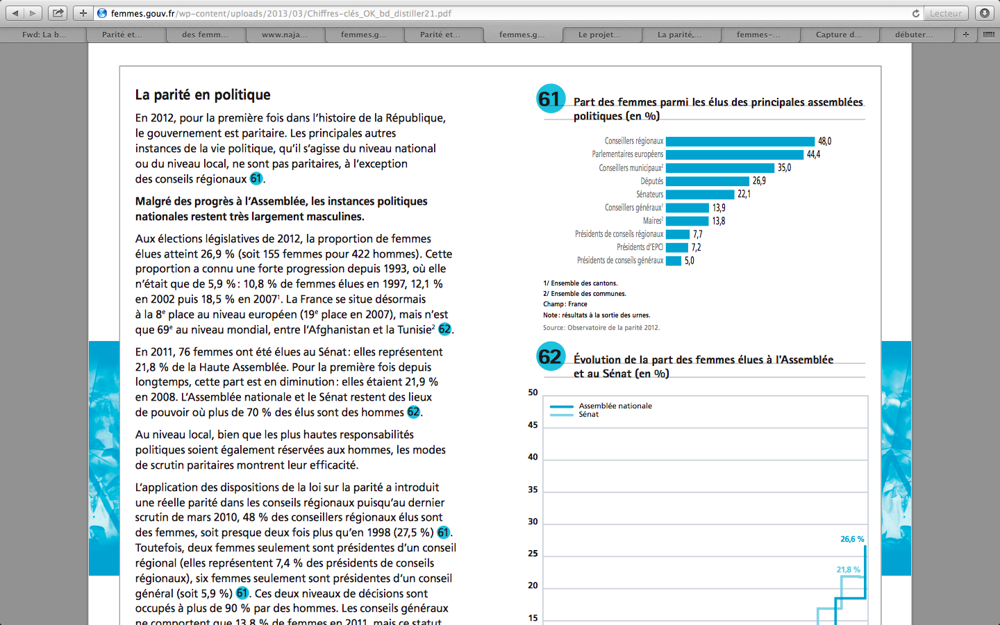 femmes.gouv.fr/wp-content/uploads/2013/03/Chiffres-clés_OK_bd_distiller21.pdf
Lecteur
Fwd: La b...
Parité et...
des femm...
www.naja...
femmes.g...
Parité et...
femmes.g...
Le projet...
La parité,...
femmes-...
Capture d...
débuter...
La parité en politique
En 2012, pour la première fois dans l'histoire de la République,
le gouvernement est paritaire. Les principales autres
instances de la vie politique, qu'il s'agisse du niveau national
ou du niveau local, ne sont pas paritaires, à l'exception
des conseils régionaux 61.
Malgré des progrès à l'Assemblée, les instances politiques
nationales restent très largement masculines.
Aux élections législatives de 2012, la proportion de femmes
élues atteint 26,9 % (soit 155 femmes pour 422 hommes). Cette
proportion a connu une forte progression depuis 1993, où elle
n'était que de 5,9 % : 10,8 % de femmes élues en 1997, 12,1 %
en 2002 puis 18,5 % en 2007¹. La France se situe désormais
à la 8e place au niveau européen (19e place en 2007), mais n'est
que 69e au niveau mondial, entre l'Afghanistan et la Tunisie² 62.
En 2011, 76 femmes ont été élues au Sénat : elles représentent
21,8 % de la Haute Assemblée. Pour la première fois depuis
longtemps, cette part est en diminution : elles étaient 21,9 %
en 2008. L'Assemblée nationale et le Sénat restent des lieux
de pouvoir où plus de 70 % des élus sont des hommes 62.
Au niveau local, bien que les plus hautes responsabilités
politiques soient également réservées aux hommes, les modes
de scrutin paritaires montrent leur efficacité.
L'application des dispositions de la loi sur la parité a introduit
une réelle parité dans les conseils régionaux puisqu'au dernier
scrutin de mars 2010, 48 % des conseillers régionaux élus sont
des femmes, soit presque deux fois plus qu'en 1998 (27,5 %) 61.
Toutefois, deux femmes seulement sont présidentes d'un conseil
régional (elles représentent 7,4 % des présidents de conseils
régionaux), six femmes seulement sont présidentes d'un conseil
général (soit 5,9 %) 61. Ces deux niveaux de décisions sont
occupés à plus de 90 % par des hommes. Les conseils généraux
ne comportent que 13,8 % de femmes en 2011, mais ce statut
61
Part des femmes parmi les élus des principales assemblées
politiques (en %)
Conseillers régionaux 48,0
Parlementaires européens 44,4
Conseillers municipaux² 35,0
Députés 26,9
Sénateurs 22,1
Conseillers généraux¹ 13,9
Maires² 13,8
Présidents de conseils régionaux 7,7
Présidents d'EPCI 7,2
Présidents de conseils généraux 5,0
1/ Ensemble des cantons.
2/ Ensemble des communes.
Champ : France
Note : résultats à la sortie des urnes.
Source : Observatoire de la parité 2012.
62
Évolution de la part des femmes élues à l'Assemblée
et au Sénat (en %)
50
Assemblée nationale
Sénat
45
40
35
30
26,6 %
25
21,8 %
20
15